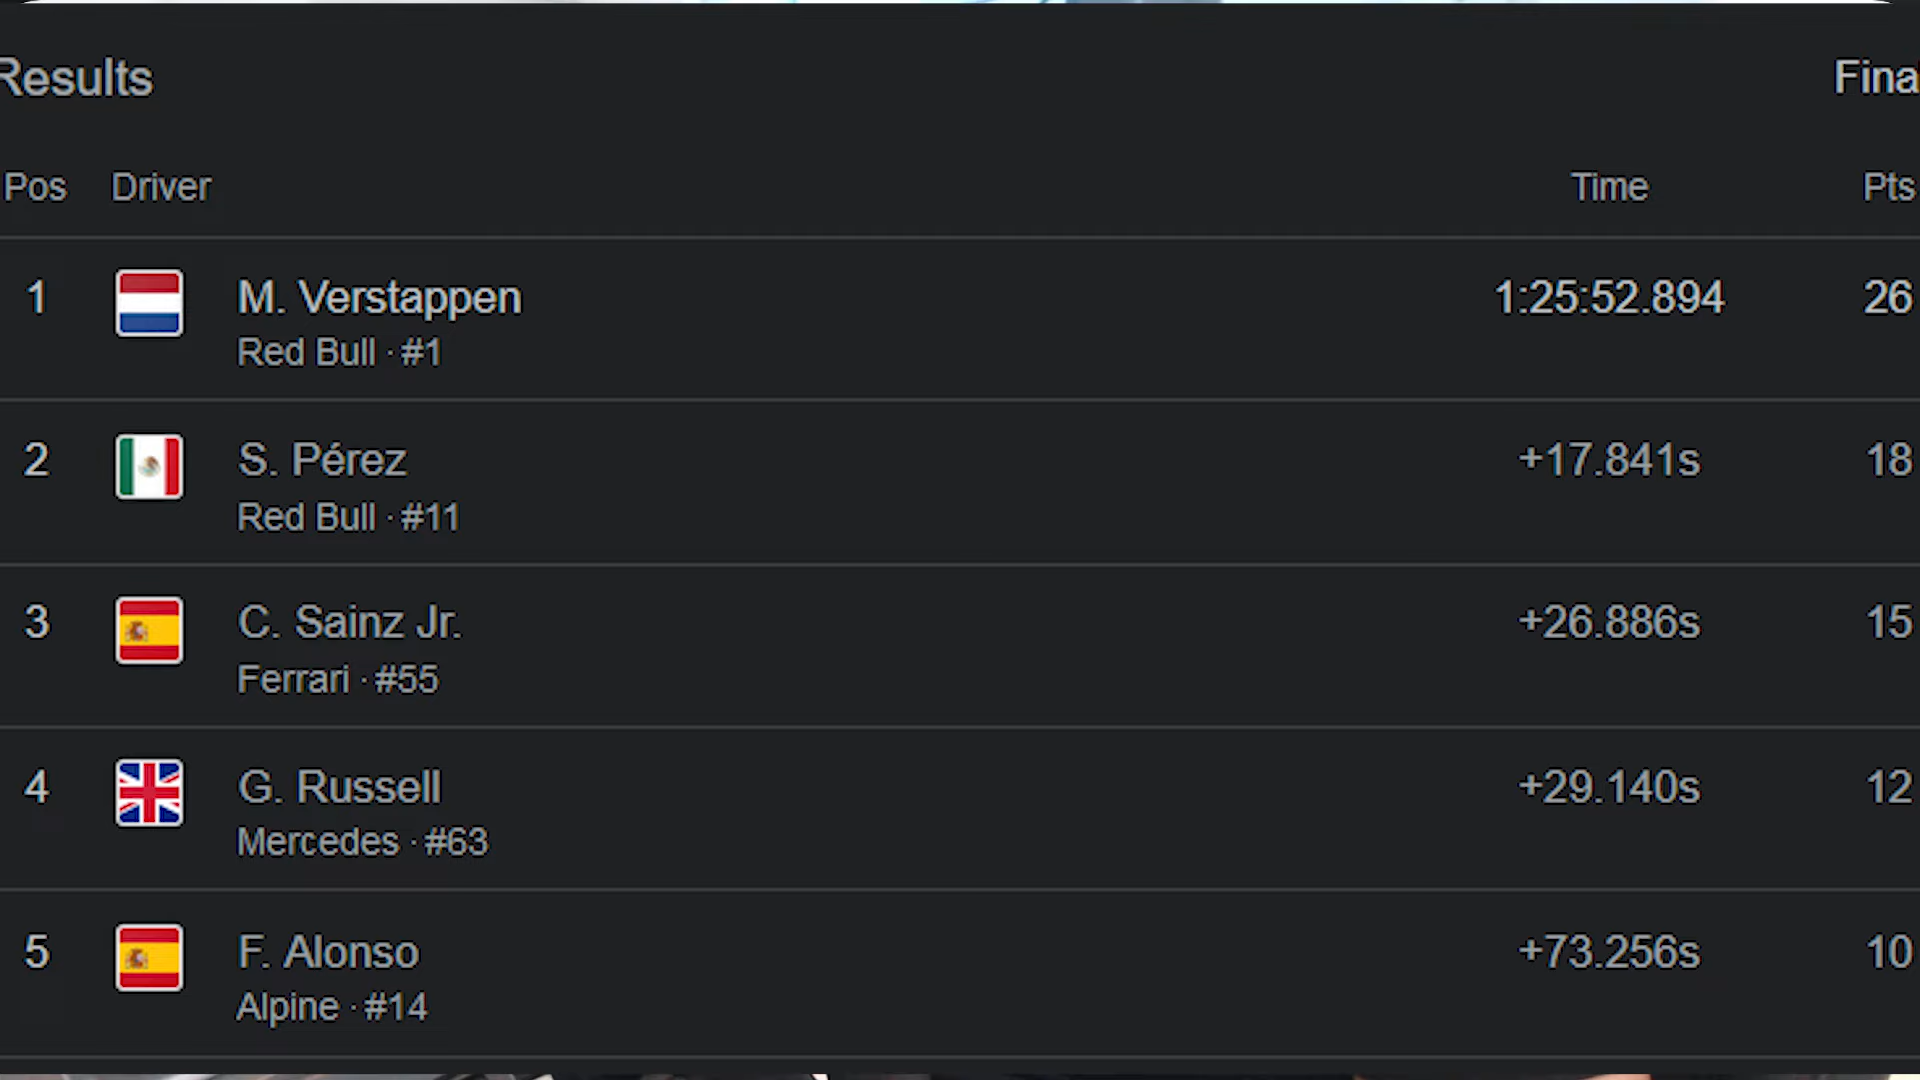 Results Fina
Pos Driver Time Pts
1 M. Verstappen 1:25:52.894 26
Red Bull · #1
2 S. Pérez +17.841s 18
Red Bull · #11
3 C. Sainz Jr. +26.886s 15
Ferrari · #55
4 G. Russell +29.140s 12
Mercedes · #63
5 F. Alonso +73.256s 10
Alpine · #14